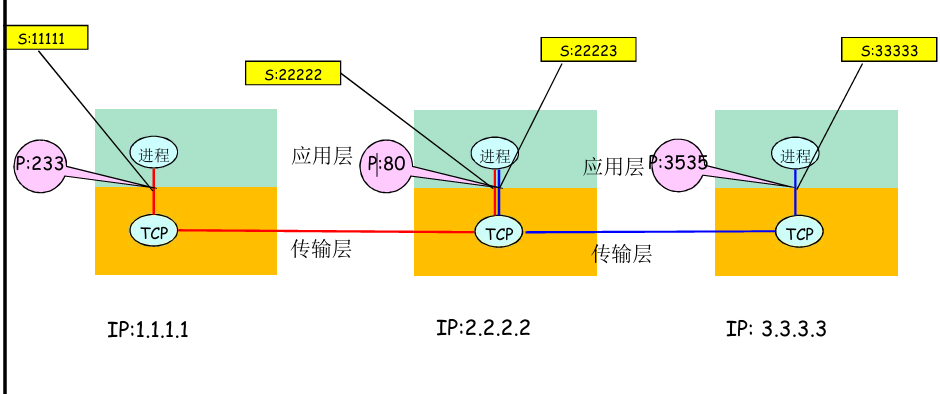 S:11111
S:22222
S:22223
S:33333
P:233
进程
应用层
P:80
进程
应用层
P:3535
进程
TCP
传输层
TCP
传输层
TCP
IP:1.1.1.1
IP:2.2.2.2
IP: 3.3.3.3